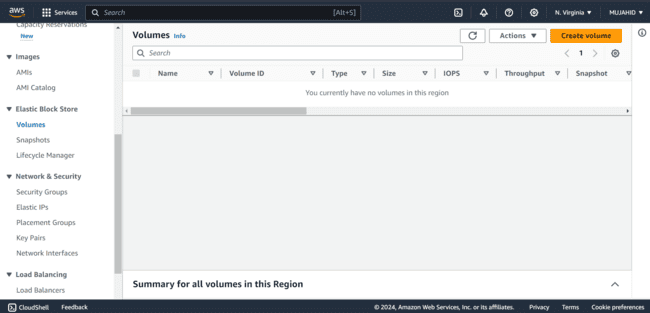 aws Services Search [Alt+S] N. Virginia MUJAHID
Capacity Reservations
New
Images
AMIs
AMI Catalog
Elastic Block Store
Volumes
Snapshots
Lifecycle Manager
Network & Security
Security Groups
Elastic IPs
Placement Groups
Key Pairs
Network Interfaces
Load Balancing
Load Balancers
Volumes Info Actions Create volume
Search 1
Name Volume ID Type Size IOPS Throughput Snapshot
You currently have no volumes in this region
Summary for all volumes in this Region
CloudShell Feedback © 2024, Amazon Web Services, Inc. or its affiliates. Privacy Terms Cookie preferences